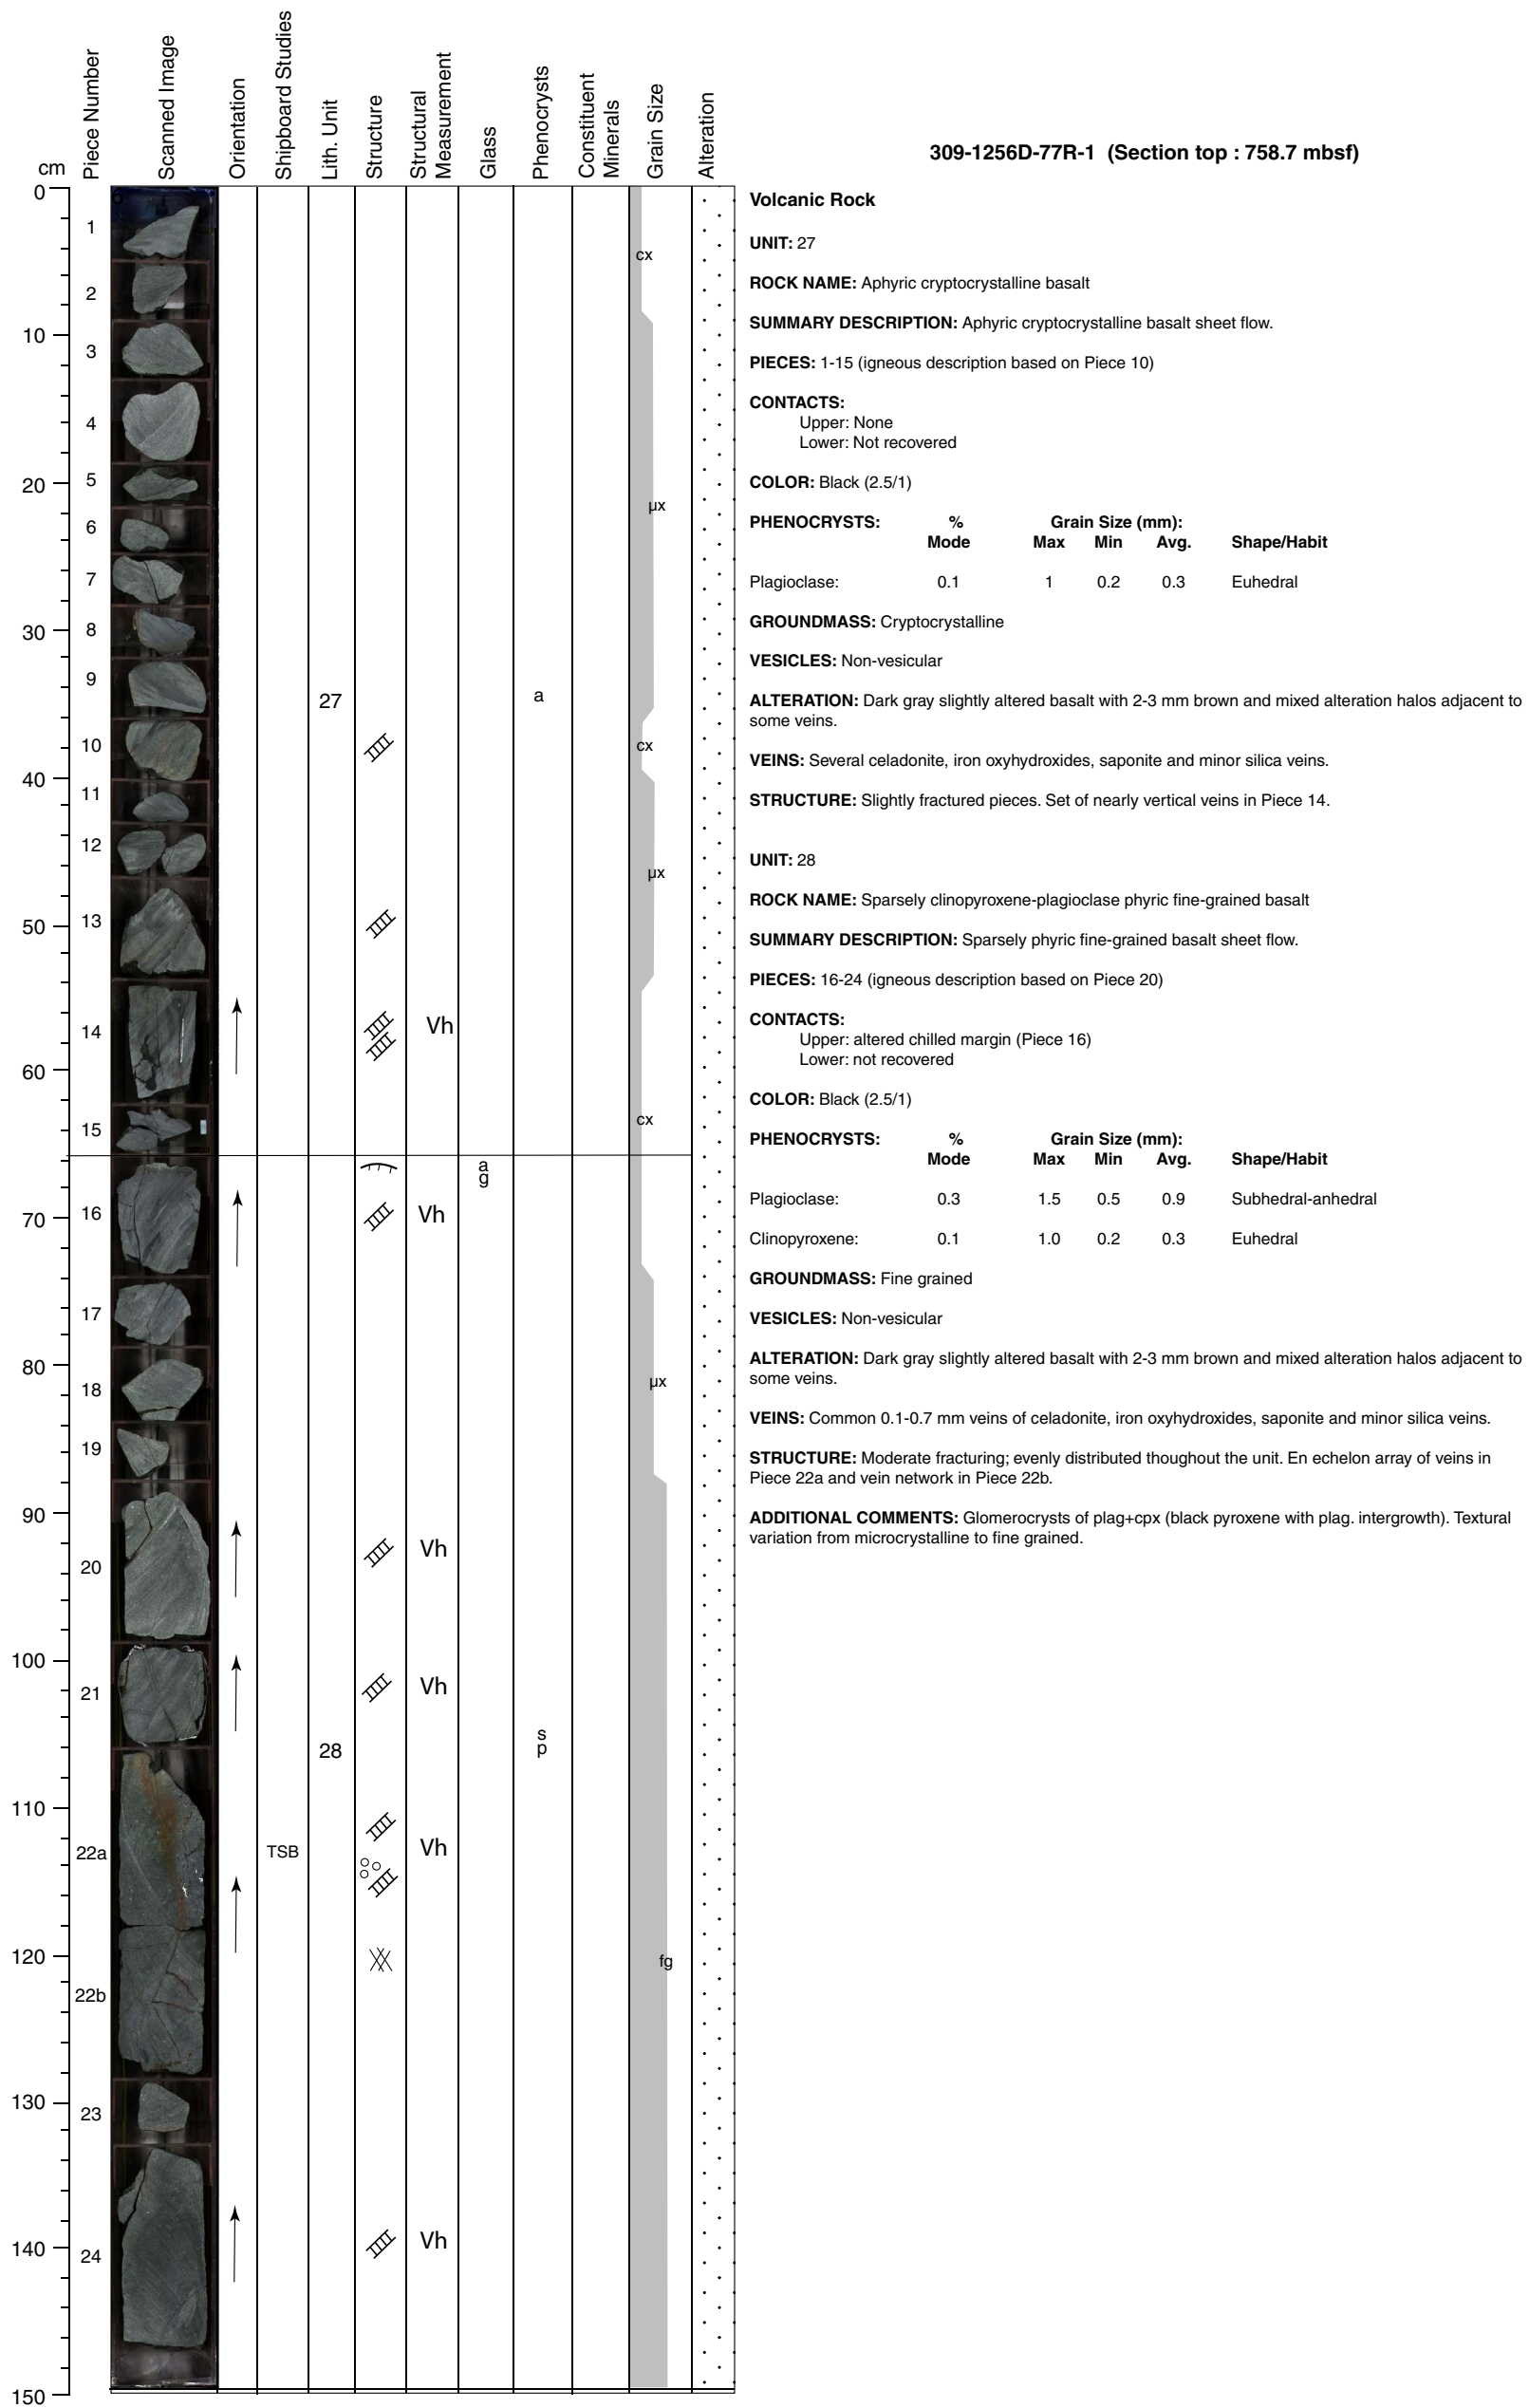 cm
Piece Number
Scanned Image
Orientation
Shipboard Studies
Lith. Unit
Structure
Structural
Measurement
Glass
Phenocrysts
Constituent
Minerals
Grain Size
Alteration
0
10
20
30
40
50
60
70
80
90
100
110
120
130
140
150
1
2
3
4
5
6
7
8
9
10
11
12
13
14
15
16
17
18
19
20
21
22a
22b
23
24
TSB
27
28
Vh
Vh
Vh
Vh
Vh
Vh
a
g
a
s
p
cx
µx
cx
µx
cx
µx
fg
309-1256D-77R-1 (Section top : 758.7 mbsf)
Volcanic Rock
UNIT: 27
ROCK NAME: Aphyric cryptocrystalline basalt
SUMMARY DESCRIPTION: Aphyric cryptocrystalline basalt sheet flow.
PIECES: 1-15 (igneous description based on Piece 10)
CONTACTS:
Upper: None
Lower: Not recovered
COLOR: Black (2.5/1)
PHENOCRYSTS: % Grain Size (mm):
Mode Max Min Avg. Shape/Habit
Plagioclase: 0.1 1 0.2 0.3 Euhedral
GROUNDMASS: Cryptocrystalline
VESICLES: Non-vesicular
ALTERATION: Dark gray slightly altered basalt with 2-3 mm brown and mixed alteration halos adjacent to
some veins.
VEINS: Several celadonite, iron oxyhydroxides, saponite and minor silica veins.
STRUCTURE: Slightly fractured pieces. Set of nearly vertical veins in Piece 14.
UNIT: 28
ROCK NAME: Sparsely clinopyroxene-plagioclase phyric fine-grained basalt
SUMMARY DESCRIPTION: Sparsely phyric fine-grained basalt sheet flow.
PIECES: 16-24 (igneous description based on Piece 20)
CONTACTS:
Upper: altered chilled margin (Piece 16)
Lower: not recovered
COLOR: Black (2.5/1)
PHENOCRYSTS: % Grain Size (mm):
Mode Max Min Avg. Shape/Habit
Plagioclase: 0.3 1.5 0.5 0.9 Subhedral-anhedral
Clinopyroxene: 0.1 1.0 0.2 0.3 Euhedral
GROUNDMASS: Fine grained
VESICLES: Non-vesicular
ALTERATION: Dark gray slightly altered basalt with 2-3 mm brown and mixed alteration halos adjacent to
some veins.
VEINS: Common 0.1-0.7 mm veins of celadonite, iron oxyhydroxides, saponite and minor silica veins.
STRUCTURE: Moderate fracturing; evenly distributed thoughout the unit. En echelon array of veins in
Piece 22a and vein network in Piece 22b.
ADDITIONAL COMMENTS: Glomerocrysts of plag+cpx (black pyroxene with plag. intergrowth). Textural
variation from microcrystalline to fine grained.